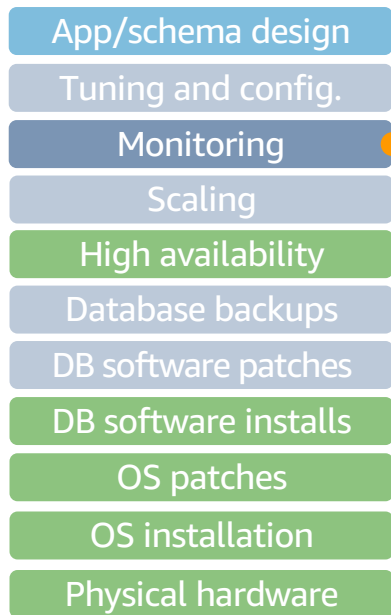 App/schema design
Tuning and config.
Monitoring
Scaling
High availability
Database backups
DB software patches
DB software installs
OS patches
OS installation
Physical hardware